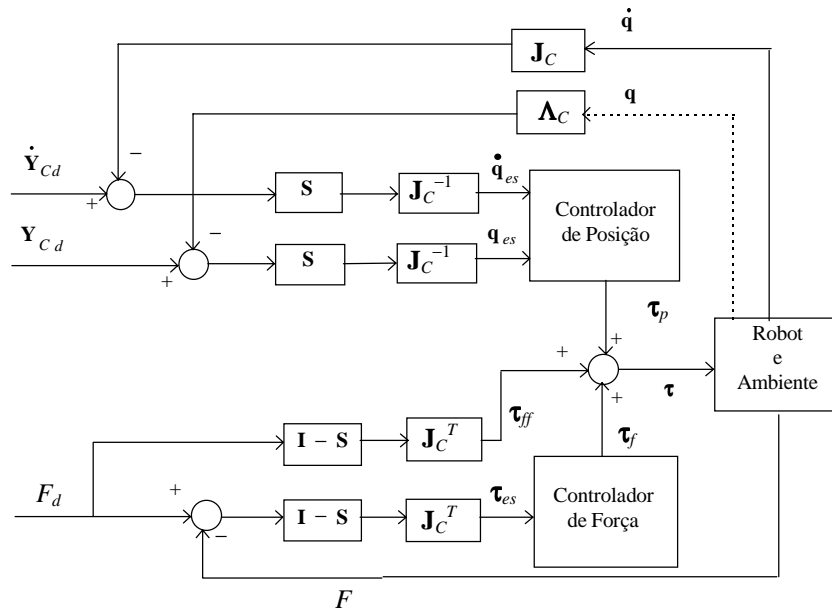 q̇
J_C
q
Λ_C
−
Ẏ_Cd
+
S
J_C^−1
q̇_es
Controlador
de Posição
−
Y_C d
+
S
J_C^−1
q_es
τ_p
Robot
e
Ambiente
+
+
+
τ
τ_ff
τ_f
I − S
J_C^T
F_d
+
−
I − S
J_C^T
τ_es
Controlador
de Força
F